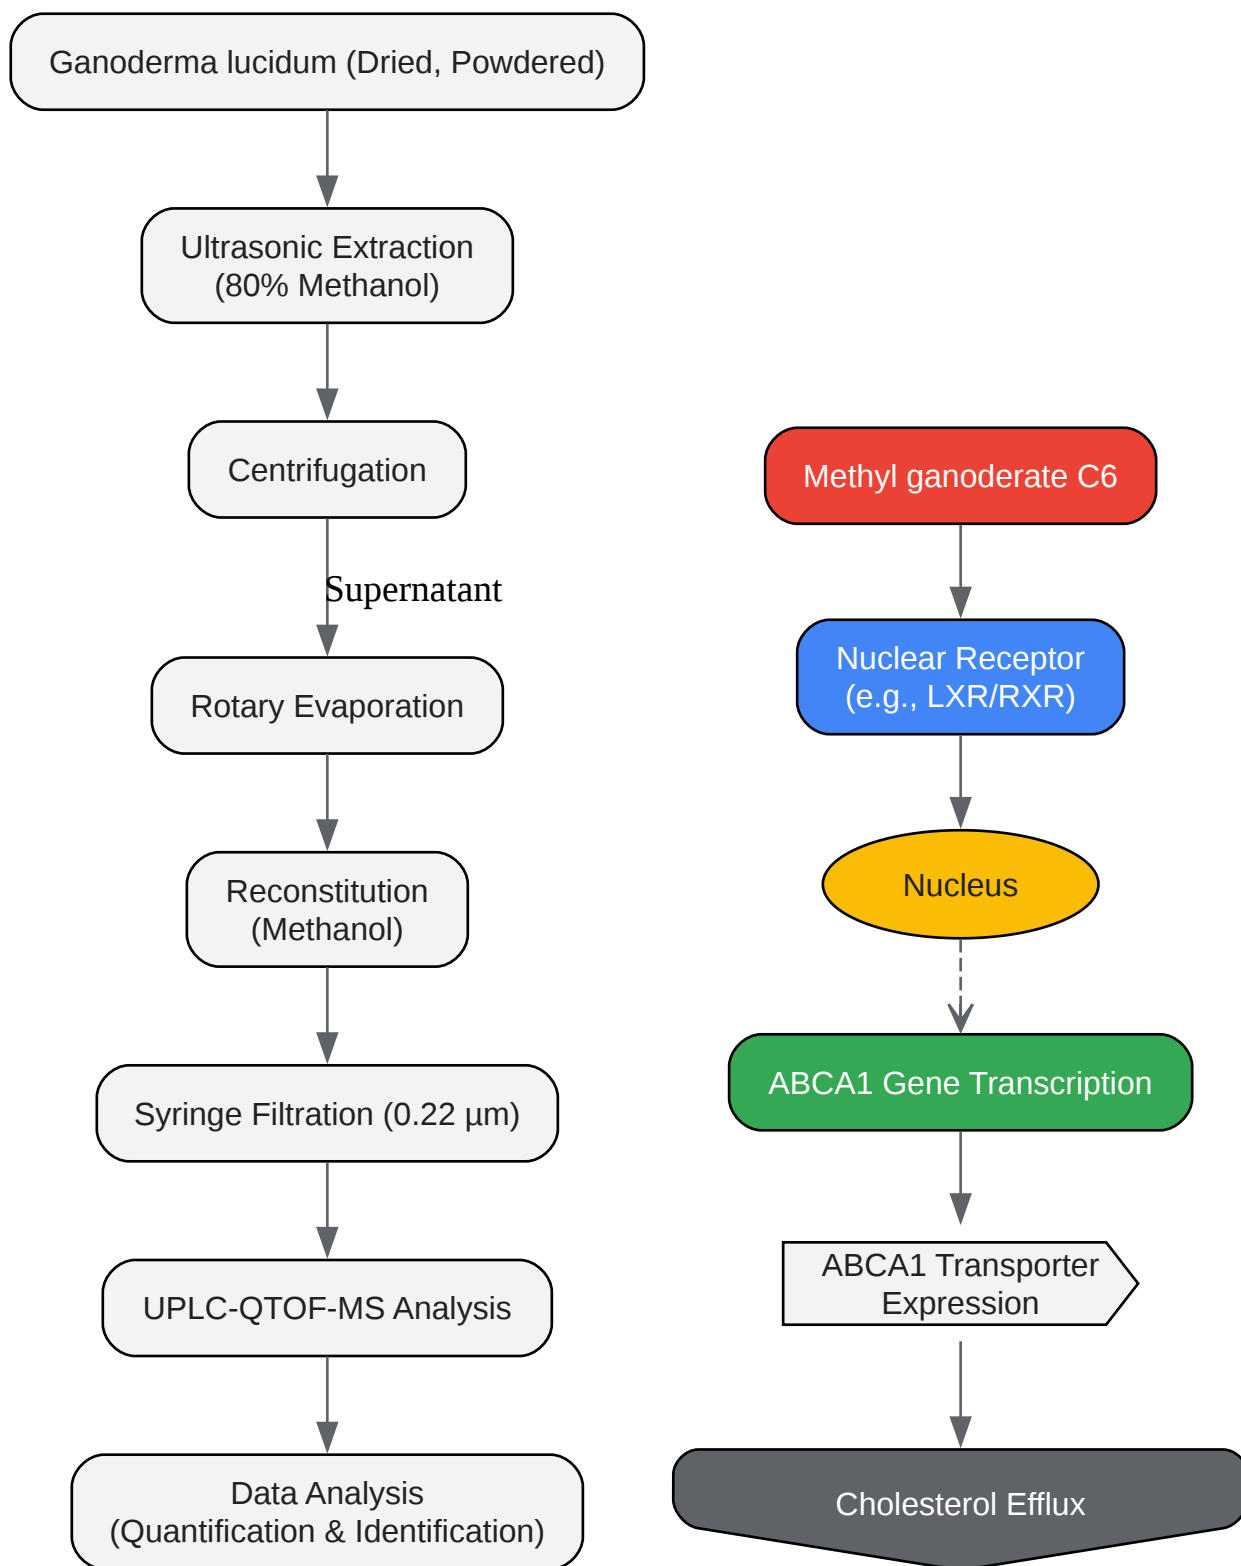 Ganoderma lucidum (Dried, Powdered)
Ultrasonic Extraction
(80% Methanol)
Centrifugation
Supernatant
Rotary Evaporation
Reconstitution
(Methanol)
Syringe Filtration (0.22 µm)
UPLC-QTOF-MS Analysis
Data Analysis
(Quantification & Identification)
Methyl ganoderate C6
Nuclear Receptor
(e.g., LXR/RXR)
Nucleus
ABCA1 Gene Transcription
ABCA1 Transporter
Expression
Cholesterol Efflux